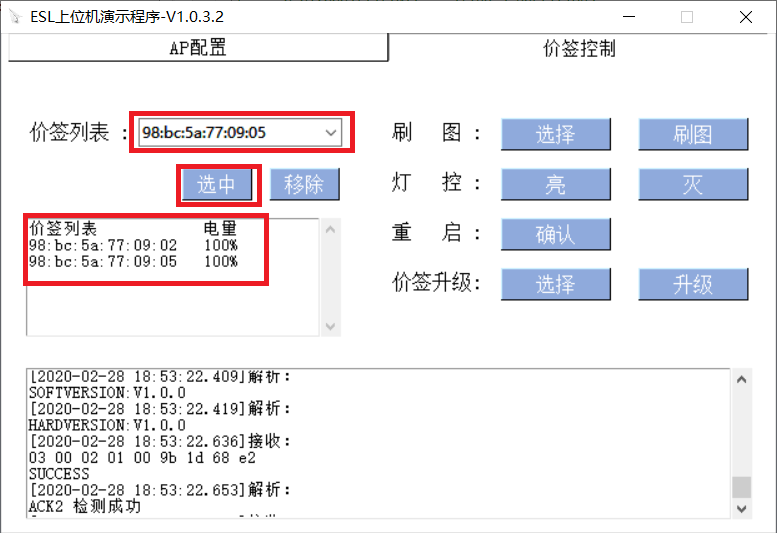 ESL上位机演示程序-V1.0.3.2
AP配置
价签控制
价签列表 : 98:bc:5a:77:09:05
选中 移除
价签列表 电量
98:bc:5a:77:09:02 100%
98:bc:5a:77:09:05 100%
刷 图 : 选择 刷图
灯 控 : 亮 灭
重 启 : 确认
价签升级: 选择 升级
[2020-02-28 18:53:22.409]解析:
SOFTVERSION:V1.0.0
[2020-02-28 18:53:22.419]解析:
HARDVERSION:V1.0.0
[2020-02-28 18:53:22.636]接收:
03 00 02 01 00 9b 1d 68 e2
SUCCESS
[2020-02-28 18:53:22.653]解析:
ACK2 检测成功